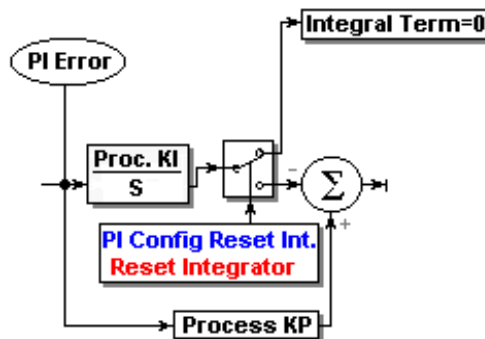 Integral Term=0
PI Error
Proc. KI
S
−
Σ
+
PI Config Reset Int.
Reset Integrator
Process KP